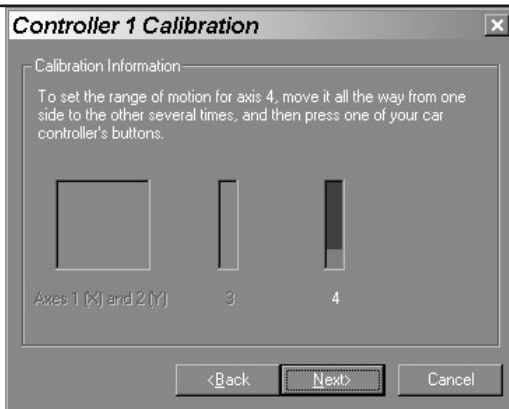 Controller 1 Calibration
Calibration Information
To set the range of motion for axis 4, move it all the way from one
side to the other several times, and then press one of your car
controller's buttons.
Axes 1 (X) and 2 (Y)
3
4
<Back
Next>
Cancel